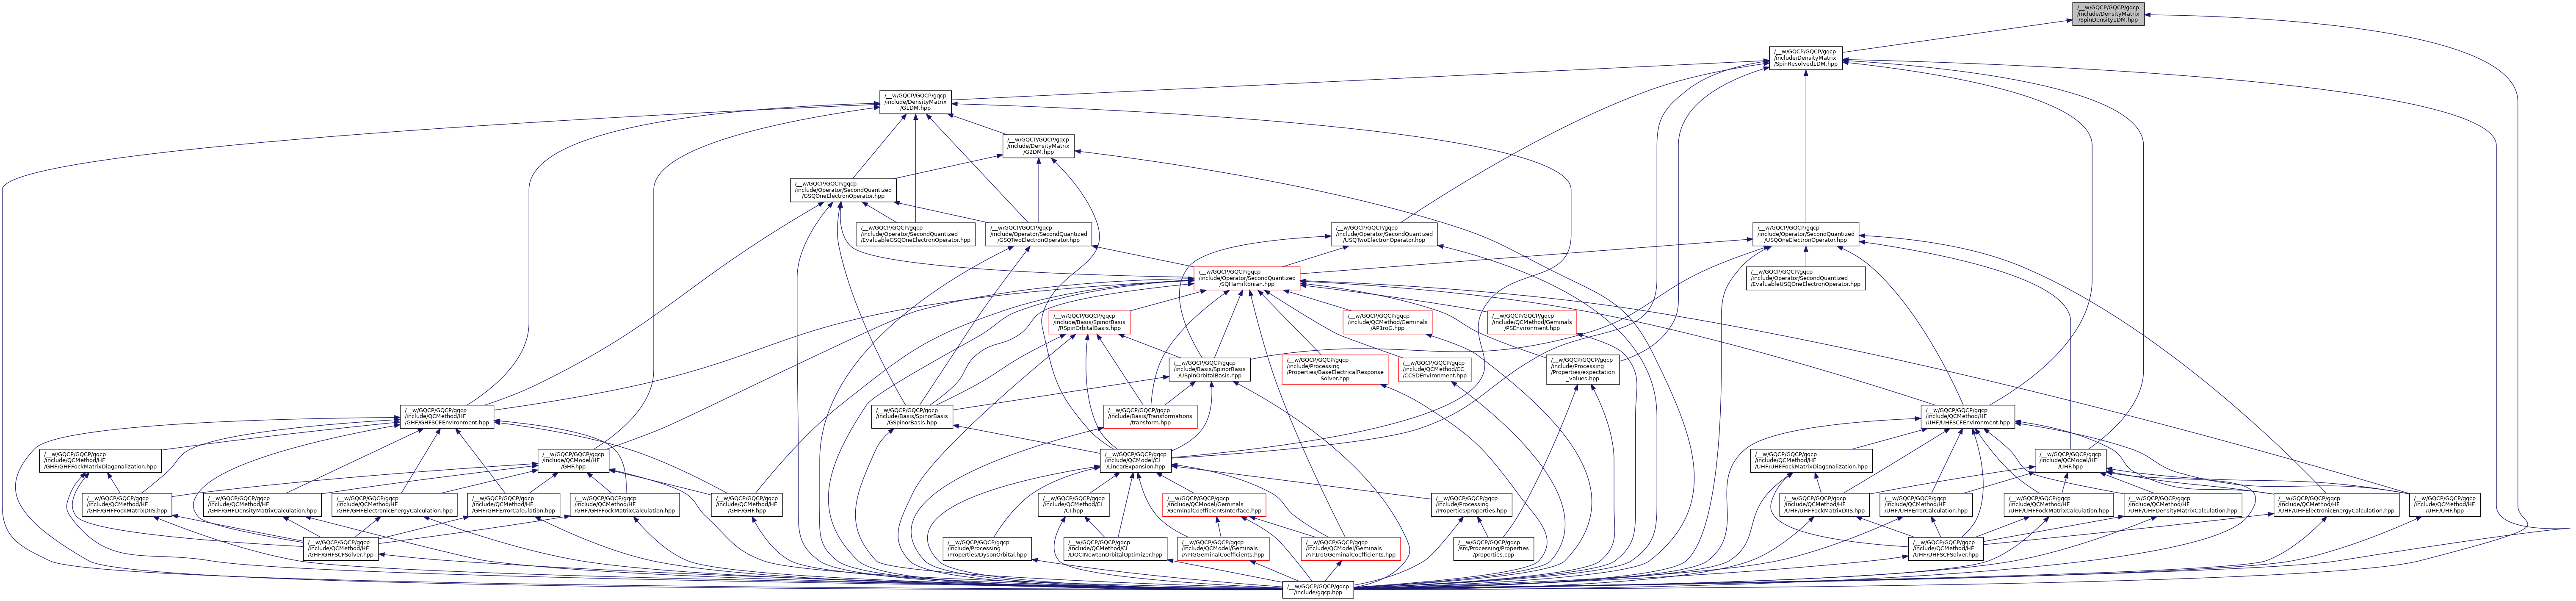 /__w/GQCP/GQCP/gqcp
/include/DensityMatrix
/SpinDensity1DM.hpp
/__w/GQCP/GQCP/gqcp
/include/DensityMatrix
/SpinResolved1DM.hpp
/__w/GQCP/GQCP/gqcp
/include/DensityMatrix
/G1DM.hpp
/__w/GQCP/GQCP/gqcp
/include/DensityMatrix
/G2DM.hpp
/__w/GQCP/GQCP/gqcp
/include/Operator/SecondQuantized
/GSQOneElectronOperator.hpp
/__w/GQCP/GQCP/gqcp
/include/Operator/SecondQuantized
/EvaluableGSQOneElectronOperator.hpp
/__w/GQCP/GQCP/gqcp
/include/Operator/SecondQuantized
/GSQTwoElectronOperator.hpp
/__w/GQCP/GQCP/gqcp
/include/Operator/SecondQuantized
/USQTwoElectronOperator.hpp
/__w/GQCP/GQCP/gqcp
/include/Operator/SecondQuantized
/USQOneElectronOperator.hpp
/__w/GQCP/GQCP/gqcp
/include/Operator/SecondQuantized
/SQHamiltonian.hpp
/__w/GQCP/GQCP/gqcp
/include/Operator/SecondQuantized
/EvaluableUSQOneElectronOperator.hpp
/__w/GQCP/GQCP/gqcp
/include/Basis/SpinorBasis
/RSpinOrbitalBasis.hpp
/__w/GQCP/GQCP/gqcp
/include/QCMethod/Geminals
/AP1roG.hpp
/__w/GQCP/GQCP/gqcp
/include/QCMethod/Geminals
/PSEnvironment.hpp
/__w/GQCP/GQCP/gqcp
/include/Basis/SpinorBasis
/USpinOrbitalBasis.hpp
/__w/GQCP/GQCP/gqcp
/include/Processing
/Properties/BaseElectricalResponse
Solver.hpp
/__w/GQCP/GQCP/gqcp
/include/QCMethod/CC
/CCSDEnvironment.hpp
/__w/GQCP/GQCP/gqcp
/include/Processing
/Properties/expectation
_values.hpp
/__w/GQCP/GQCP/gqcp
/include/QCMethod/HF
/GHF/GHFSCFEnvironment.hpp
/__w/GQCP/GQCP/gqcp
/include/Basis/SpinorBasis
/GSpinorBasis.hpp
/__w/GQCP/GQCP/gqcp
/include/Basis/Transformations
/transform.hpp
/__w/GQCP/GQCP/gqcp
/include/QCMethod/HF
/UHF/UHFSCFEnvironment.hpp
/__w/GQCP/GQCP/gqcp
/include/QCMethod/HF
/GHF/GHFFockMatrixDiagonalization.hpp
/__w/GQCP/GQCP/gqcp
/include/QCModel/HF
/GHF.hpp
/__w/GQCP/GQCP/gqcp
/include/QCModel/CI
/LinearExpansion.hpp
/__w/GQCP/GQCP/gqcp
/include/QCMethod/HF
/UHF/UHFFockMatrixDiagonalization.hpp
/__w/GQCP/GQCP/gqcp
/include/QCModel/HF
/UHF.hpp
/__w/GQCP/GQCP/gqcp
/include/QCMethod/HF
/GHF/GHFFockMatrixDIIS.hpp
/__w/GQCP/GQCP/gqcp
/include/QCMethod/HF
/GHF/GHFDensityMatrixCalculation.hpp
/__w/GQCP/GQCP/gqcp
/include/QCMethod/HF
/GHF/GHFElectronicEnergyCalculation.hpp
/__w/GQCP/GQCP/gqcp
/include/QCMethod/HF
/GHF/GHFErrorCalculation.hpp
/__w/GQCP/GQCP/gqcp
/include/QCMethod/HF
/GHF/GHFFockMatrixCalculation.hpp
/__w/GQCP/GQCP/gqcp
/include/QCMethod/HF
/GHF/GHF.hpp
/__w/GQCP/GQCP/gqcp
/include/QCMethod/CI
/CI.hpp
/__w/GQCP/GQCP/gqcp
/include/QCModel/Geminals
/GeminalCoefficientsInterface.hpp
/__w/GQCP/GQCP/gqcp
/include/Processing
/Properties/properties.hpp
/__w/GQCP/GQCP/gqcp
/include/QCMethod/HF
/UHF/UHFFockMatrixDIIS.hpp
/__w/GQCP/GQCP/gqcp
/include/QCMethod/HF
/UHF/UHFErrorCalculation.hpp
/__w/GQCP/GQCP/gqcp
/include/QCMethod/HF
/UHF/UHFFockMatrixCalculation.hpp
/__w/GQCP/GQCP/gqcp
/include/QCMethod/HF
/UHF/UHFDensityMatrixCalculation.hpp
/__w/GQCP/GQCP/gqcp
/include/QCMethod/HF
/UHF/UHFElectronicEnergyCalculation.hpp
/__w/GQCP/GQCP/gqcp
/include/QCMethod/HF
/UHF/UHF.hpp
/__w/GQCP/GQCP/gqcp
/include/QCMethod/HF
/GHF/GHFSCFSolver.hpp
/__w/GQCP/GQCP/gqcp
/include/Processing
/Properties/DysonOrbital.hpp
/__w/GQCP/GQCP/gqcp
/include/QCMethod/CI
/DOCINewtonOrbitalOptimizer.hpp
/__w/GQCP/GQCP/gqcp
/include/QCModel/Geminals
/APIGGeminalCoefficients.hpp
/__w/GQCP/GQCP/gqcp
/include/QCModel/Geminals
/AP1roGGeminalCoefficients.hpp
/__w/GQCP/GQCP/gqcp
/src/Processing/Properties
/properties.cpp
/__w/GQCP/GQCP/gqcp
/include/QCMethod/HF
/UHF/UHFSCFSolver.hpp
/__w/GQCP/GQCP/gqcp
/include/gqcp.hpp